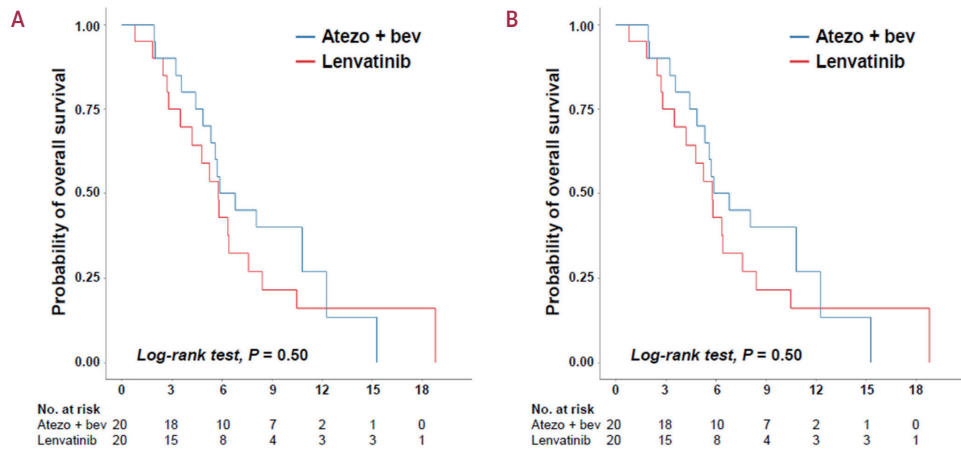 A
1.00
0.75
0.50
0.25
0.00
Probability of overall survival
Atezo + bev
Lenvatinib
Log-rank test, P = 0.50
0 3 6 9 12 15 18
No. at risk
Atezo + bev 20 18 10 7 2 1 0
Lenvatinib 20 15 8 4 3 3 1
B
1.00
0.75
0.50
0.25
0.00
Probability of overall survival
Atezo + bev
Lenvatinib
Log-rank test, P = 0.50
0 3 6 9 12 15 18
No. at risk
Atezo + bev 20 18 10 7 2 1 0
Lenvatinib 20 15 8 4 3 3 1